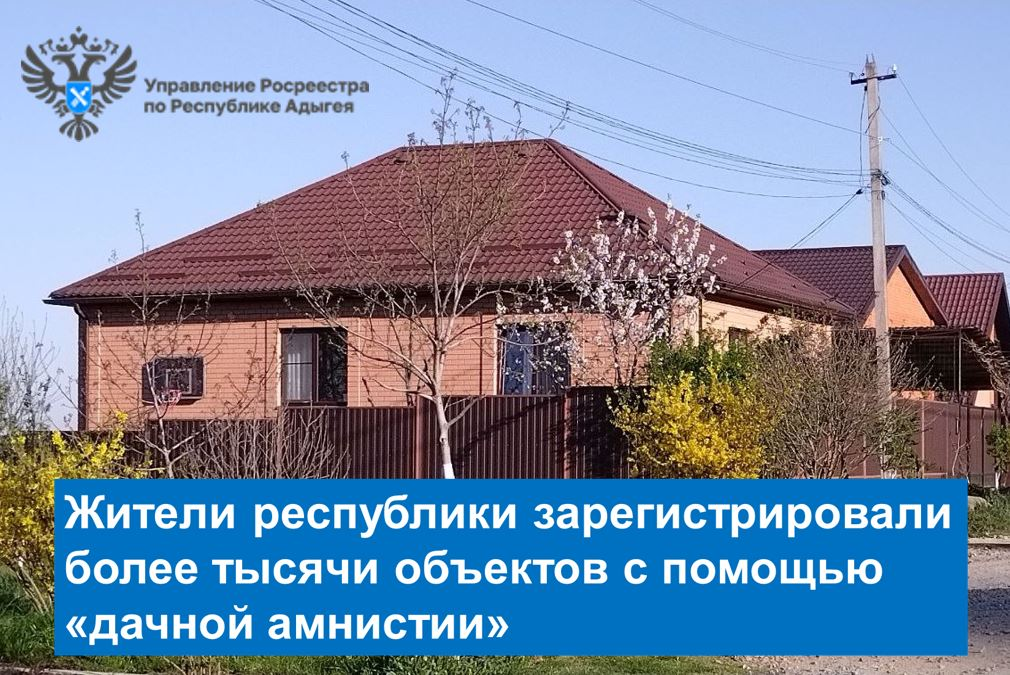 Управление Росреестра
по Республике Адыгея
Жители республики зарегистрировали
более тысячи объектов с помощью
«дачной амнистии»